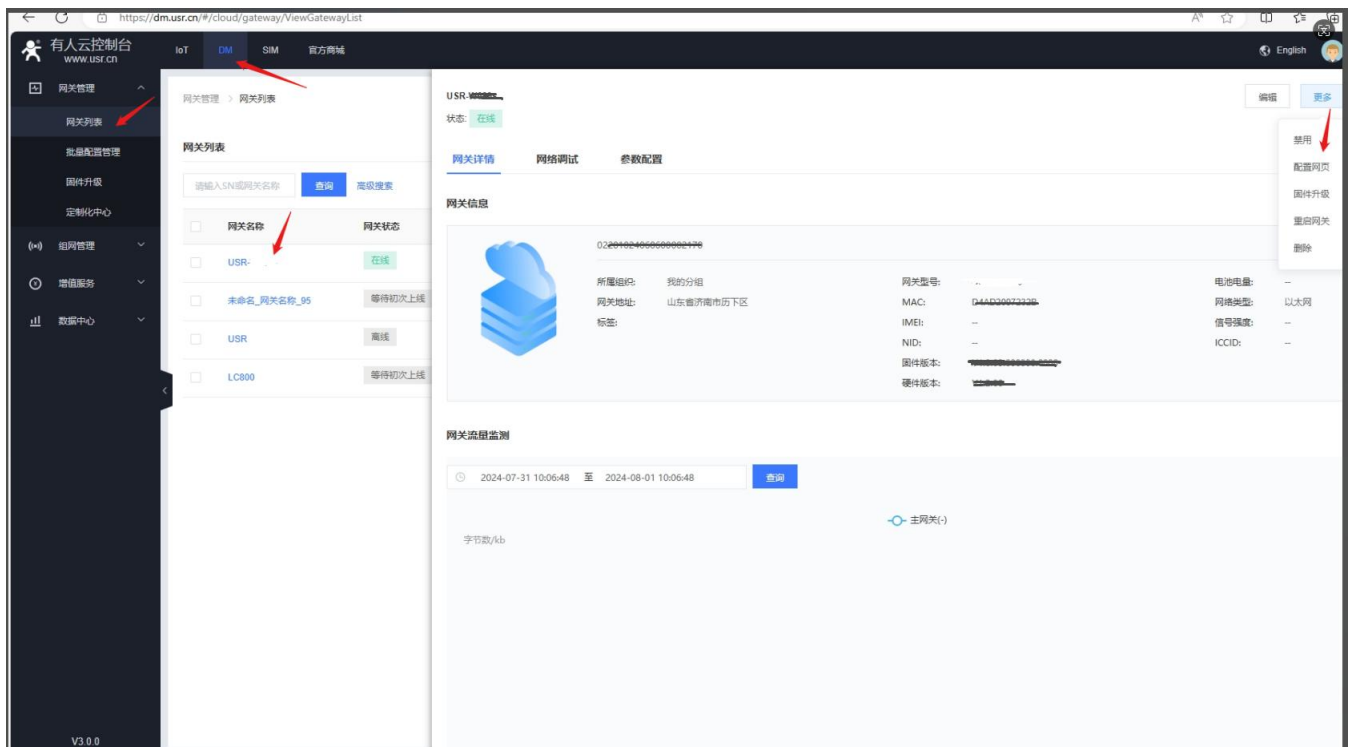 https://dm.usr.cn/#/cloud/gateway/ViewGatewayList
有人云控制台
www.usr.cn
IoT DM SIM 官方商城
English
网关管理
网关列表
批量配置管理
固件升级
定制化中心
组网管理
增值服务
数据中心
V3.0.0
网关管理 > 网关列表
网关列表
请输入SN或网关名称 查询 高级搜索
网关名称 网关状态
USR- 在线
未命名_网关名称_95 等待初次上线
USR 离线
LC800 等待初次上线
USR-
状态: 在线
编辑 更多
禁用
配置网页
固件升级
重启网关
删除
网关详情 网络调试 参数配置
网关信息
所属组织: 我的分组 网关型号: 电池电量: --
网关地址: 山东省济南市历下区 MAC: 网络类型: 以太网
标签: IMEI: -- 信号强度: --
NID: -- ICCID: --
固件版本:
硬件版本:
网关流量监测
2024-07-31 10:06:48 至 2024-08-01 10:06:48 查询
主网关(-)
字节数/kb